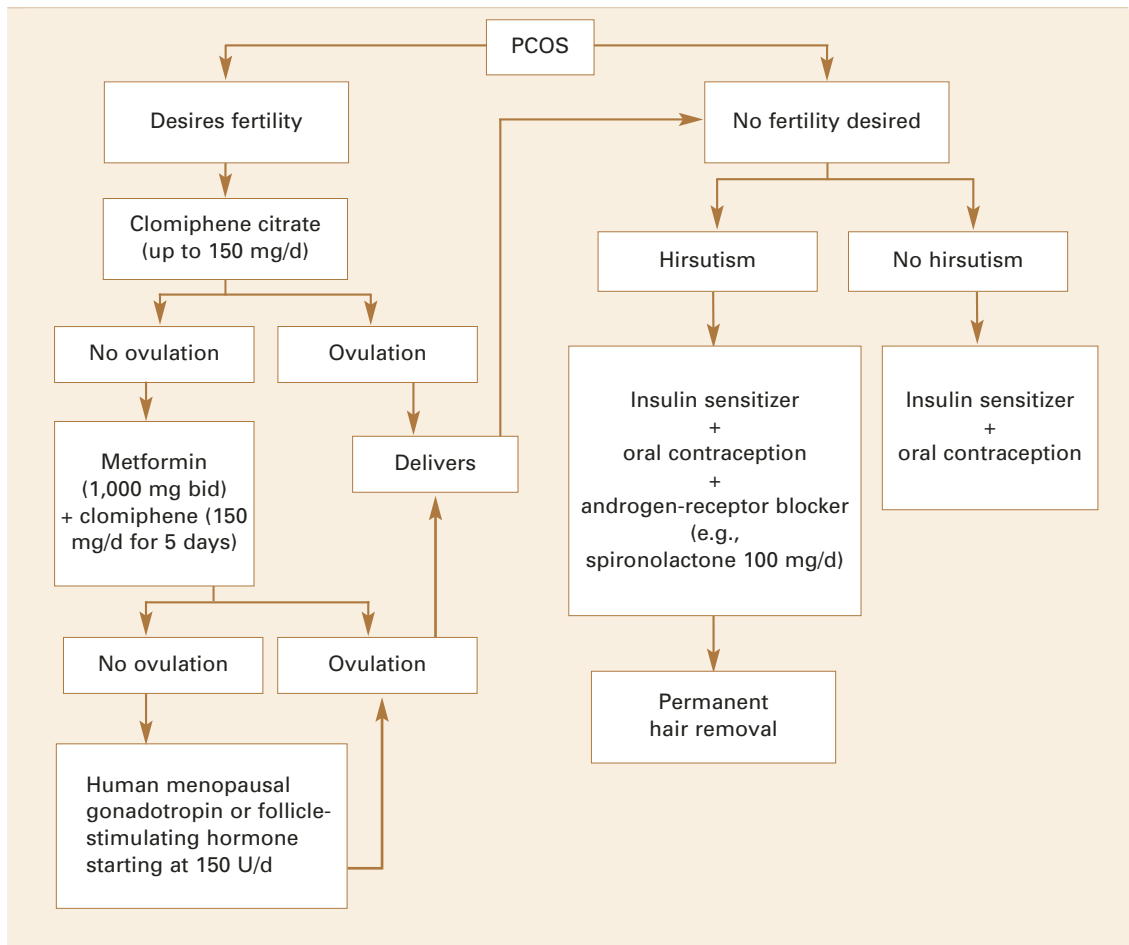 PCOS
Desires fertility
No fertility desired
Clomiphene citrate
(up to 150 mg/d)
Hirsutism
No hirsutism
No ovulation
Ovulation
Insulin sensitizer
+
oral contraception
+
androgen-receptor blocker
(e.g.,
spironolactone 100 mg/d)
Insulin sensitizer
+
oral contraception
Metformin
(1,000 mg bid)
+ clomiphene (150
mg/d for 5 days)
Delivers
No ovulation
Ovulation
Permanent
hair removal
Human menopausal
gonadotropin or follicle-
stimulating hormone
starting at 150 U/d